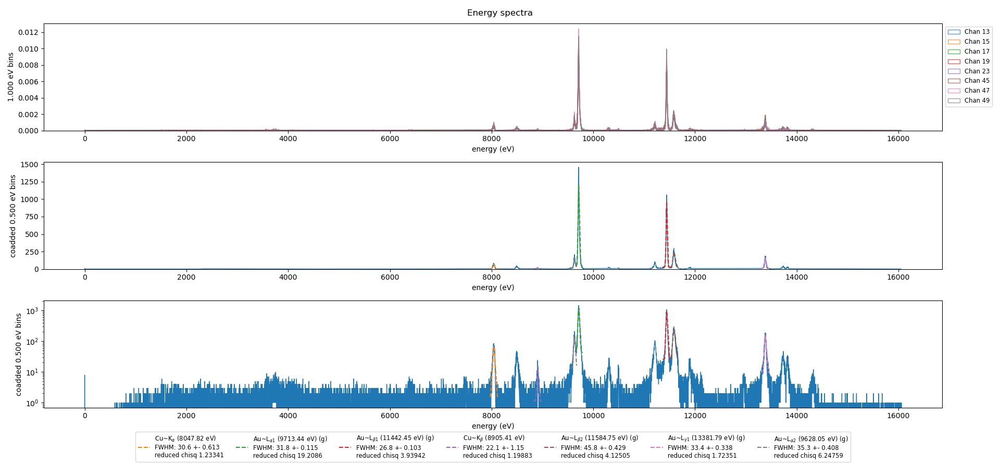 Energy spectra
1.000 eV bins
0.012
0.010
0.008
0.006
0.004
0.002
0.000
0 2000 4000 6000 8000 10000 12000 14000 16000
energy (eV)
Chan 13
Chan 15
Chan 17
Chan 19
Chan 23
Chan 45
Chan 47
Chan 49
coadded 0.500 eV bins
1500
1250
1000
750
500
250
0
0 2000 4000 6000 8000 10000 12000 14000 16000
energy (eV)
coadded 0.500 eV bins
10³
10²
10¹
10⁰
0 2000 4000 6000 8000 10000 12000 14000 16000
energy (eV)
Cu~Kα (8047.82 eV)
FWHM: 30.6 +- 0.613
reduced chisq 1.23341
Au~Lα1 (9713.44 eV) (g)
FWHM: 31.8 +- 0.115
reduced chisq 19.2086
Au~Lβ1 (11442.45 eV) (g)
FWHM: 26.8 +- 0.103
reduced chisq 3.93942
Cu~Kβ (8905.41 eV)
FWHM: 22.1 +- 1.15
reduced chisq 1.19883
Au~Lβ2 (11584.75 eV) (g)
FWHM: 45.8 +- 0.429
reduced chisq 4.12505
Au~Lγ1 (13381.79 eV) (g)
FWHM: 33.4 +- 0.338
reduced chisq 1.72351
Au~Lα2 (9628.05 eV) (g)
FWHM: 35.3 +- 0.408
reduced chisq 6.24759